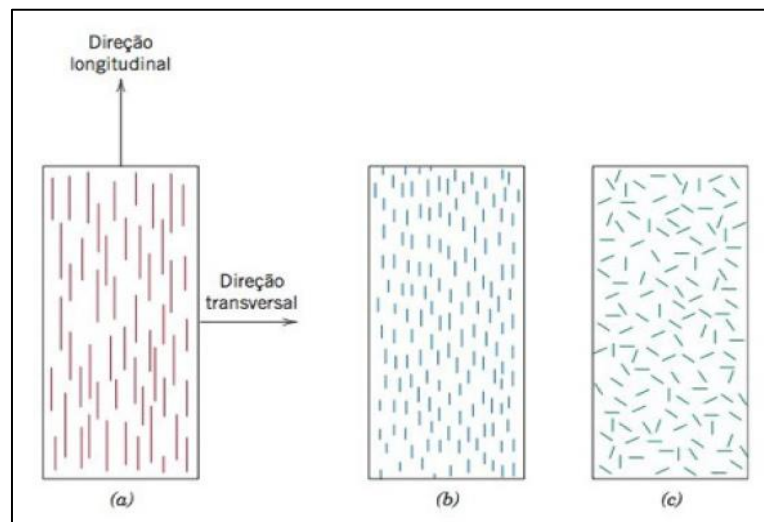 Direção
longitudinal
Direção
transversal
(a)
(b)
(c)